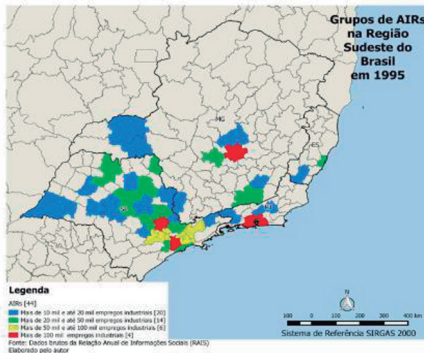 Grupos de AIRs
na Região
Sudeste do
Brasil
em 1995
MG
ES
RJ
SP
Legenda
AIRs [44]
Mais de 10 mil e até 20 mil empregos industriais [20]
Mais de 20 mil e até 50 mil empregos industriais [14]
Mais de 50 mil e até 100 mil empregos industriais [6]
Mais de 100 mil empregos industriais [4]
Fonte: Dados brutos da Relação Anual de Informações Sociais (RAIS)
Elaborado pelo autor
100 0 100 200 300 400 km
Sistema de Referência SIRGAS 2000